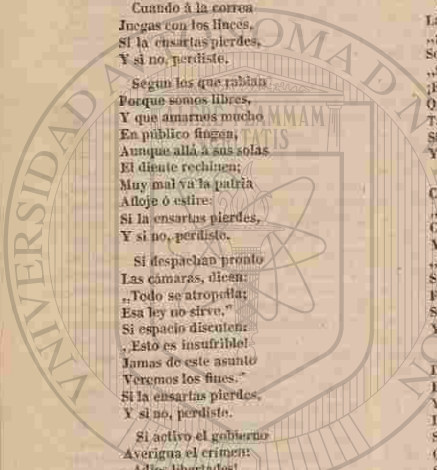 Cuando á la correa
Juegas con los linces,
Si la ensartas pierdes,
Y si no, perdiste.
Segun los que rabian
Porque somos libres,
Y que amarnos mucho
En público fingen,
Aunque allá á sus solas
El diente rechinen;
Muy mal va la patria
Afloje ó estire:
Si la ensartas pierdes,
Y si no, perdiste.
Si despachan pronto
Las cámaras, dicen:
„Todo se atropella;
Esa ley no sirve."
Si espacio discuten:
„Esto es insufrible!
Jamas de este asunto
Veremos los fines."
Si la ensartas pierdes,
Y si no, perdiste.
Si activo el gobierno
Averigua el crimen:
¡Adios libertades!